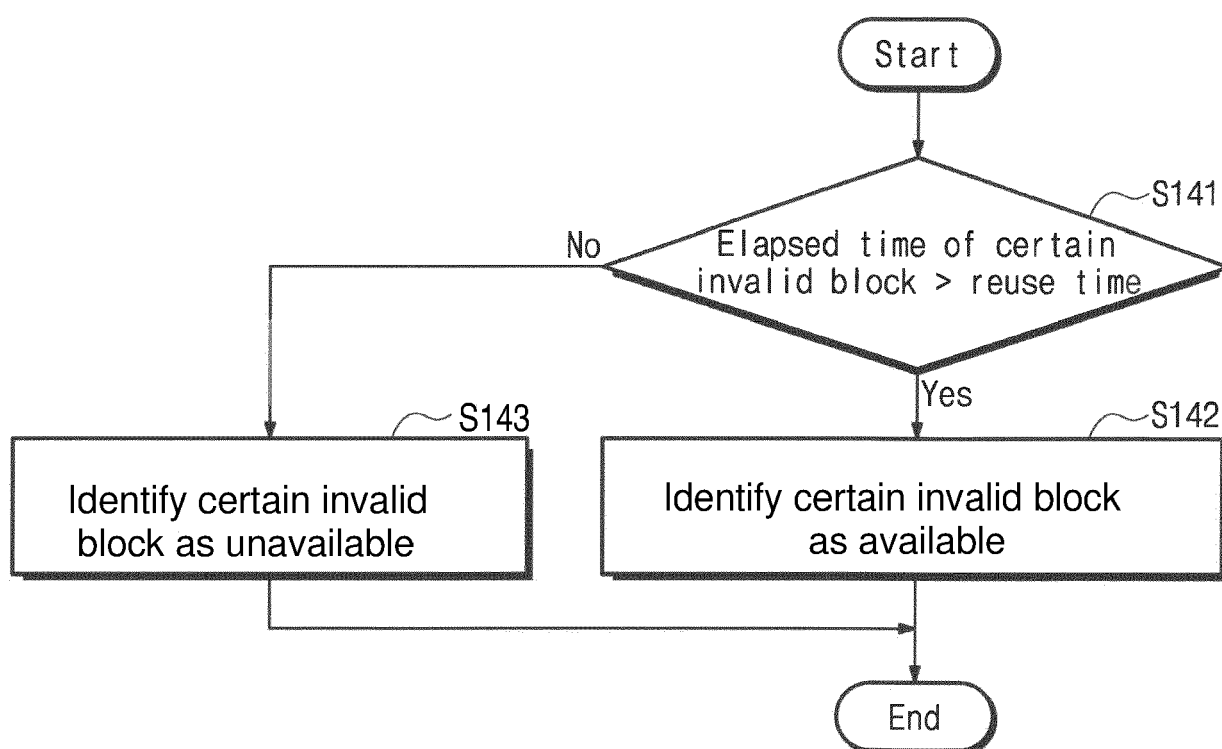 Start
S141
Elapsed time of certain
invalid block > reuse time
No
Yes
S143
Identify certain invalid
block as unavailable
S142
Identify certain invalid block
as available
End